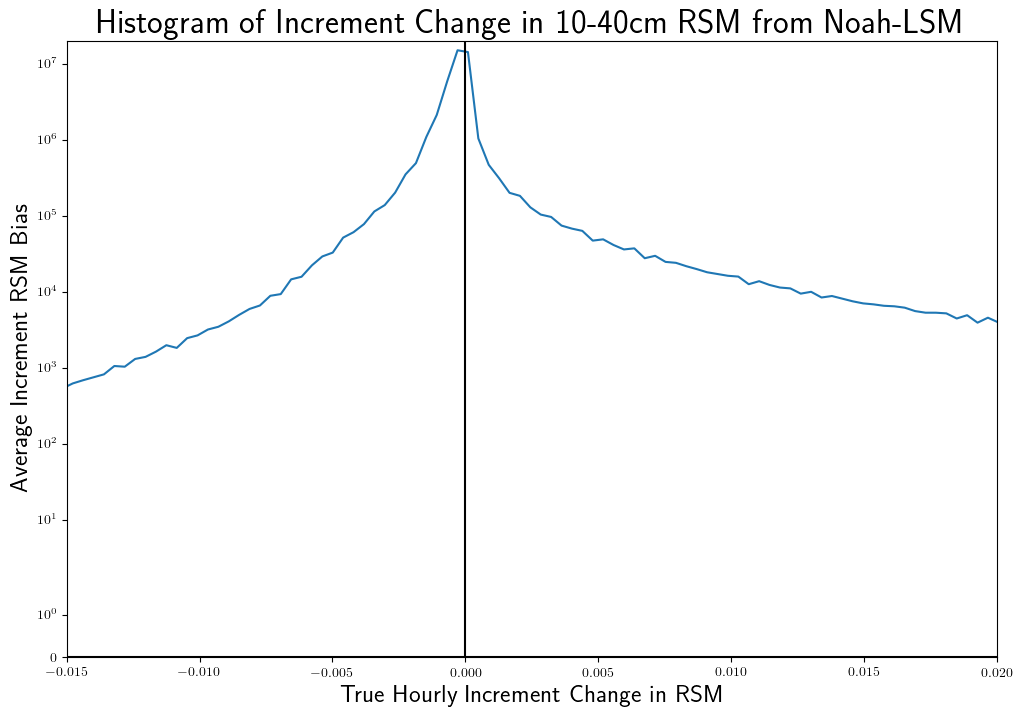 Histogram of Increment Change in 10-40cm RSM from Noah-LSM
Average Increment RSM Bias
10^7
10^6
10^5
10^4
10^3
10^2
10^1
10^0
0
−0.015 −0.010 −0.005 0.000 0.005 0.010 0.015 0.020
True Hourly Increment Change in RSM